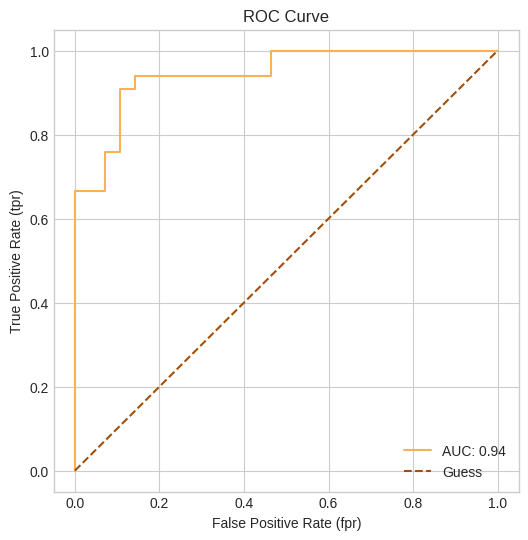 ROC Curve
1.0
0.8
0.6
0.4
0.2
0.0
True Positive Rate (tpr)
AUC: 0.94
Guess
0.0 0.2 0.4 0.6 0.8 1.0
False Positive Rate (fpr)